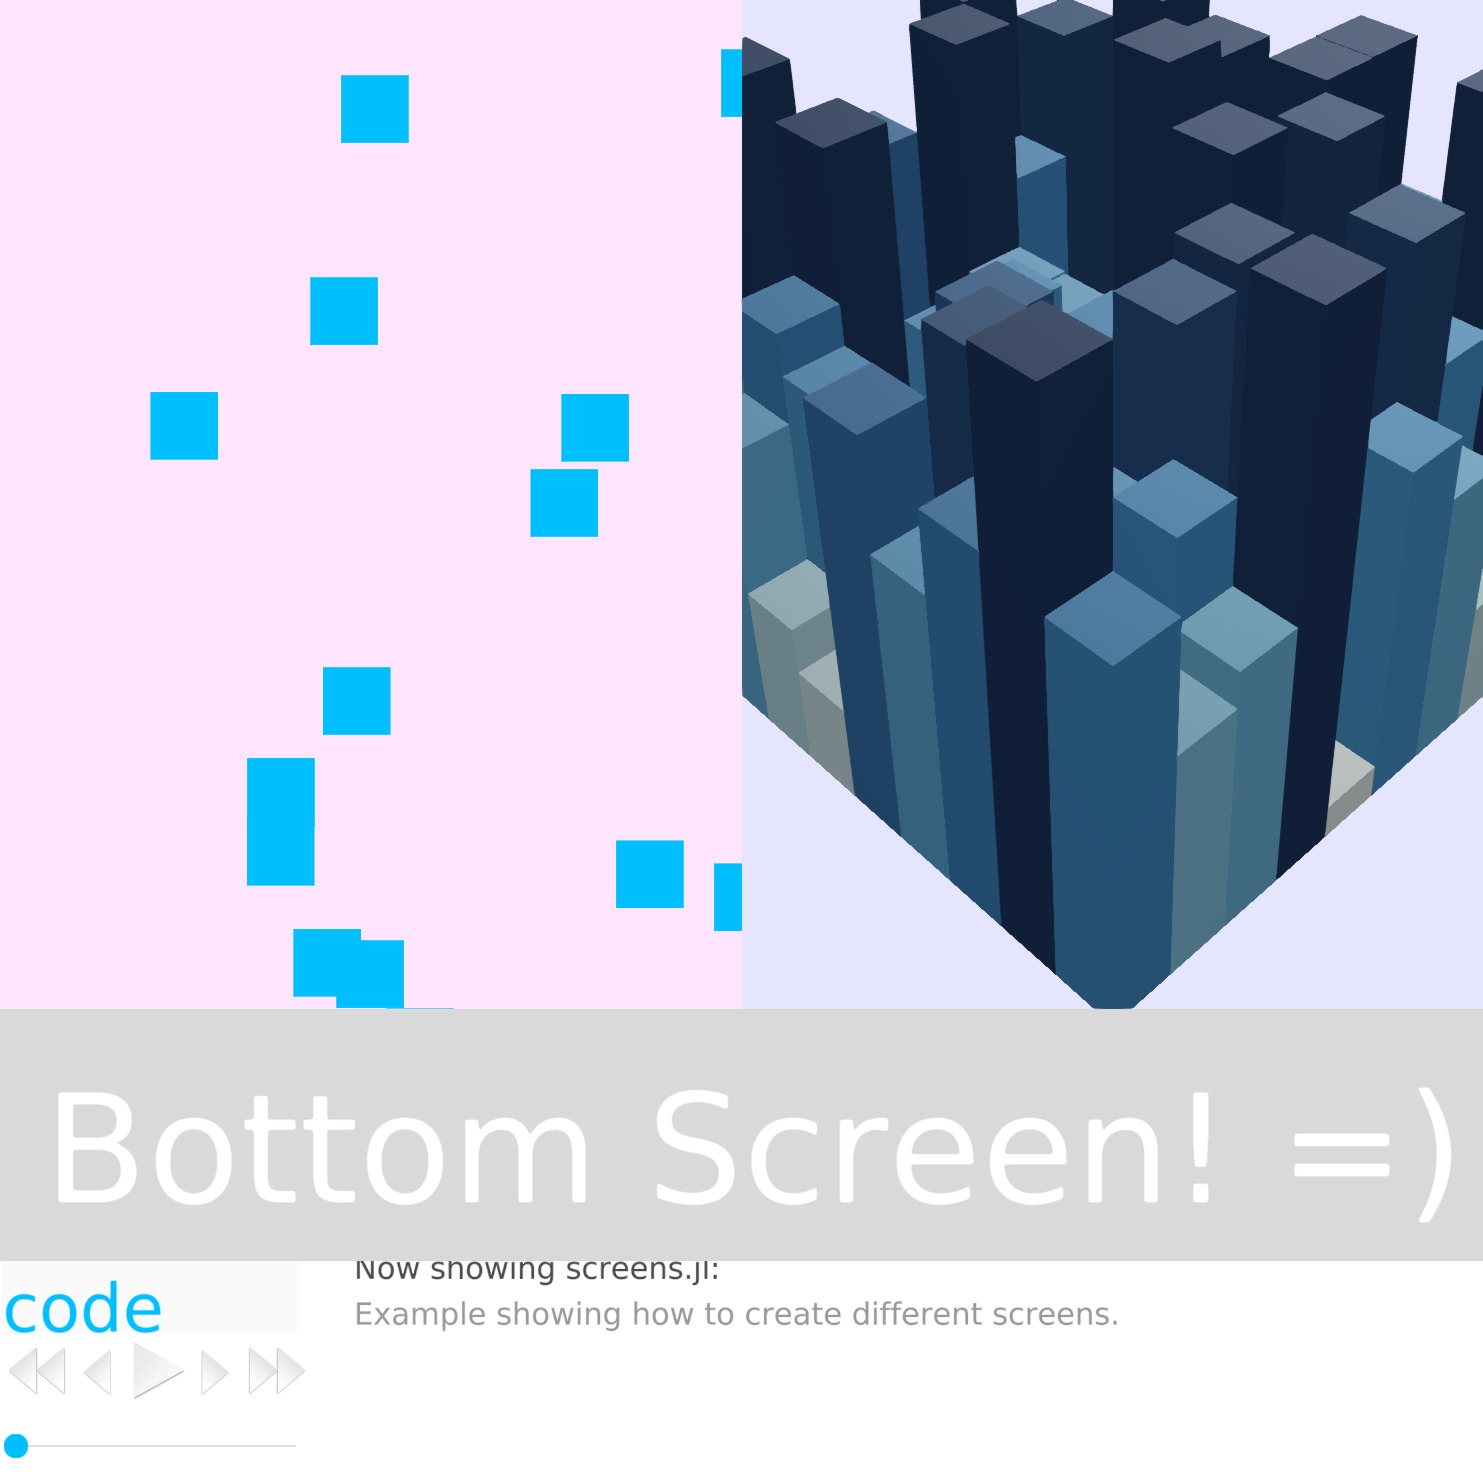 Bottom Screen! =)
Now showing screens.jl:
code
Example showing how to create different screens.